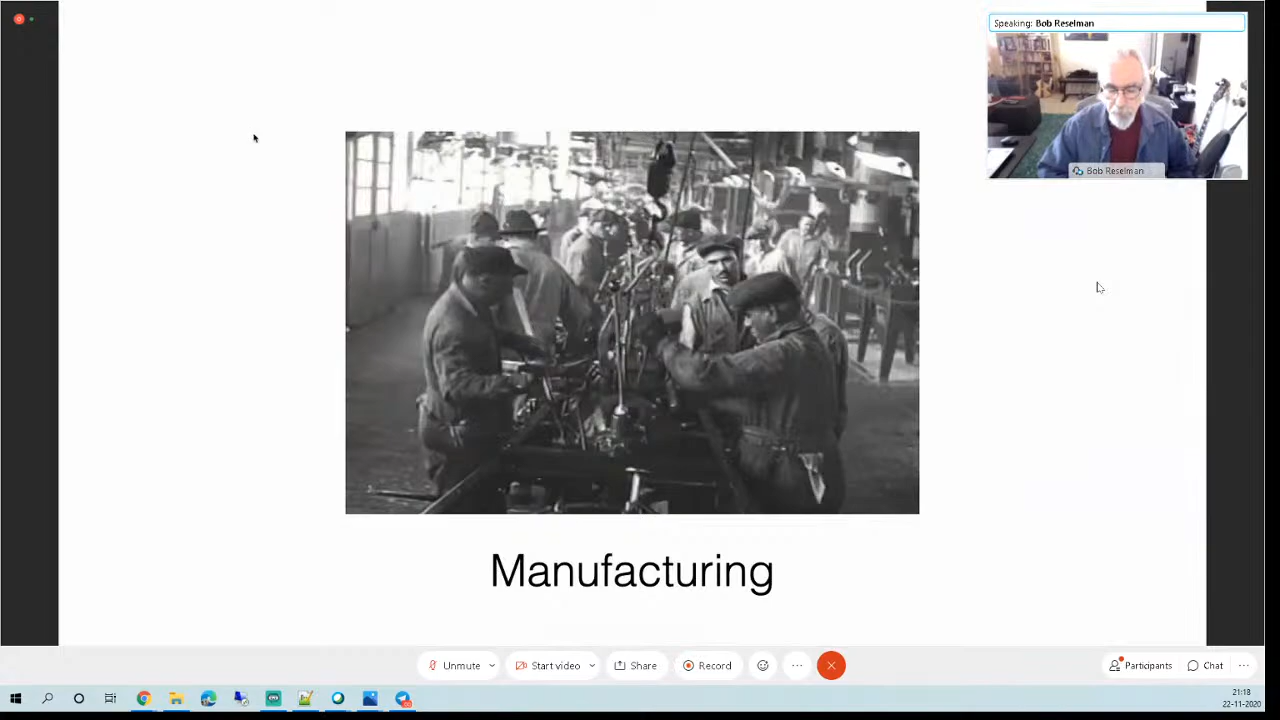 Speaking: Bob Reselman
Bob Reselman
Manufacturing
Unmute
Start video
Share
Record
Participants
Chat
21:18
22-11-2020